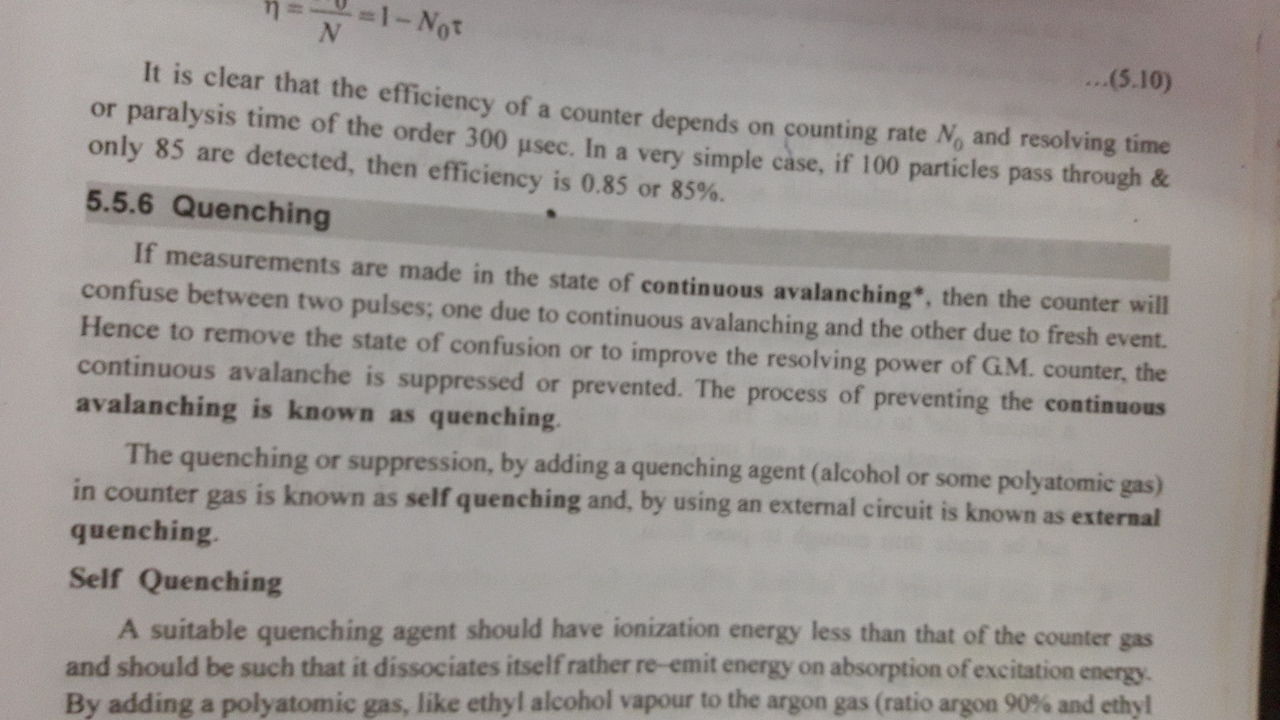 η = 0/N = 1 − N₀τ
...(5.10)
It is clear that the efficiency of a counter depends on counting rate N₀ and resolving time
or paralysis time of the order 300 μsec. In a very simple case, if 100 particles pass through &
only 85 are detected, then efficiency is 0.85 or 85%.
5.5.6 Quenching
If measurements are made in the state of continuous avalanching*, then the counter will
confuse between two pulses; one due to continuous avalanching and the other due to fresh event.
Hence to remove the state of confusion or to improve the resolving power of G.M. counter, the
continuous avalanche is suppressed or prevented. The process of preventing the continuous
avalanching is known as quenching.
The quenching or suppression, by adding a quenching agent (alcohol or some polyatomic gas)
in counter gas is known as self quenching and, by using an external circuit is known as external
quenching.
Self Quenching
A suitable quenching agent should have ionization energy less than that of the counter gas
and should be such that it dissociates itself rather re-emit energy on absorption of excitation energy.
By adding a polyatomic gas, like ethyl alcohol vapour to the argon gas (ratio argon 90% and ethyl